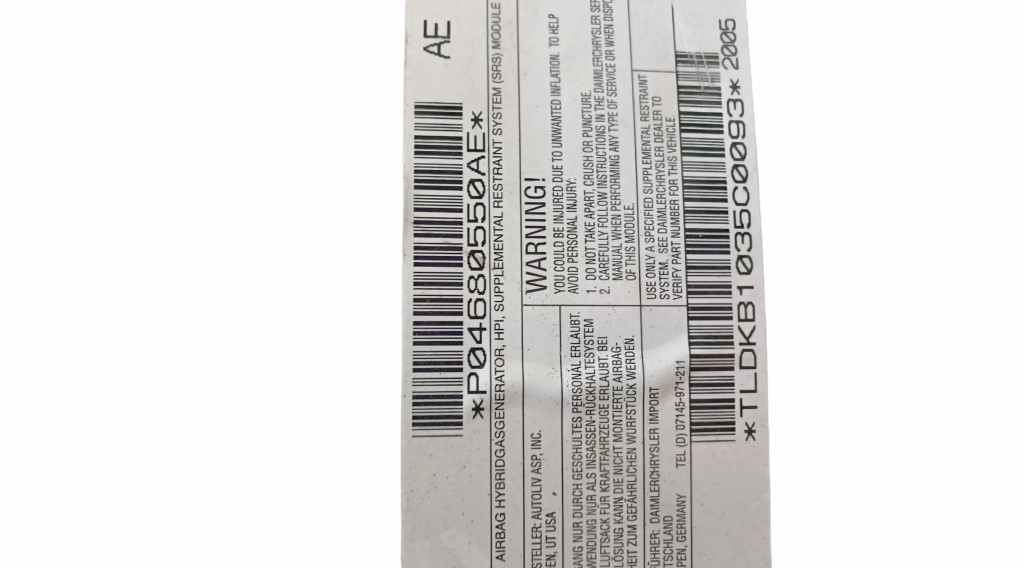 AE
*P04680550AE*
AIRBAG HYBRIDGASGENERATOR, HPI, SUPPLEMENTAL RESTRAINT SYSTEM (SRS) MODULE
STELLER: AUTOLIV ASP, INC.
EN, UT USA
WARNING!
YOU COULD BE INJURED DUE TO UNWANTED INFLATION. TO HELP
AVOID PERSONAL INJURY:
1. DO NOT TAKE APART, CRUSH OR PUNCTURE.
2. CAREFULLY FOLLOW INSTRUCTIONS IN THE DAIMLERCHRYSLER SER
MANUAL WHEN PERFORMING ANY TYPE OF SERVICE OR WHEN DISPO
OF THIS MODULE.
ANG NUR DURCH GESCHULTES PERSONAL ERLAUBT.
WENDUNG NUR ALS INSASSEN-RÜCKHALTESYSTEM
LUFTSACK FÜR KRAFTFAHRZEUGE ERLAUBT. BEI
LÖSUNG KANN DIE NICHT MONTIERTE AIRBAG-
HEIT ZUM GEFÄHRLICHEN WURFSTÜCK WERDEN.
USE ONLY A SPECIFIED SUPPLEMENTAL RESTRAINT
SYSTEM. SEE DAIMLERCHRYSLER DEALER TO
VERIFY PART NUMBER FOR THIS VEHICLE.
FÜHRER: DAIMLERCHRYSLER IMPORT
TSCHLAND
PEN, GERMANY TEL (D) 07145-971-211
*TLDKB1035C0093* 2005